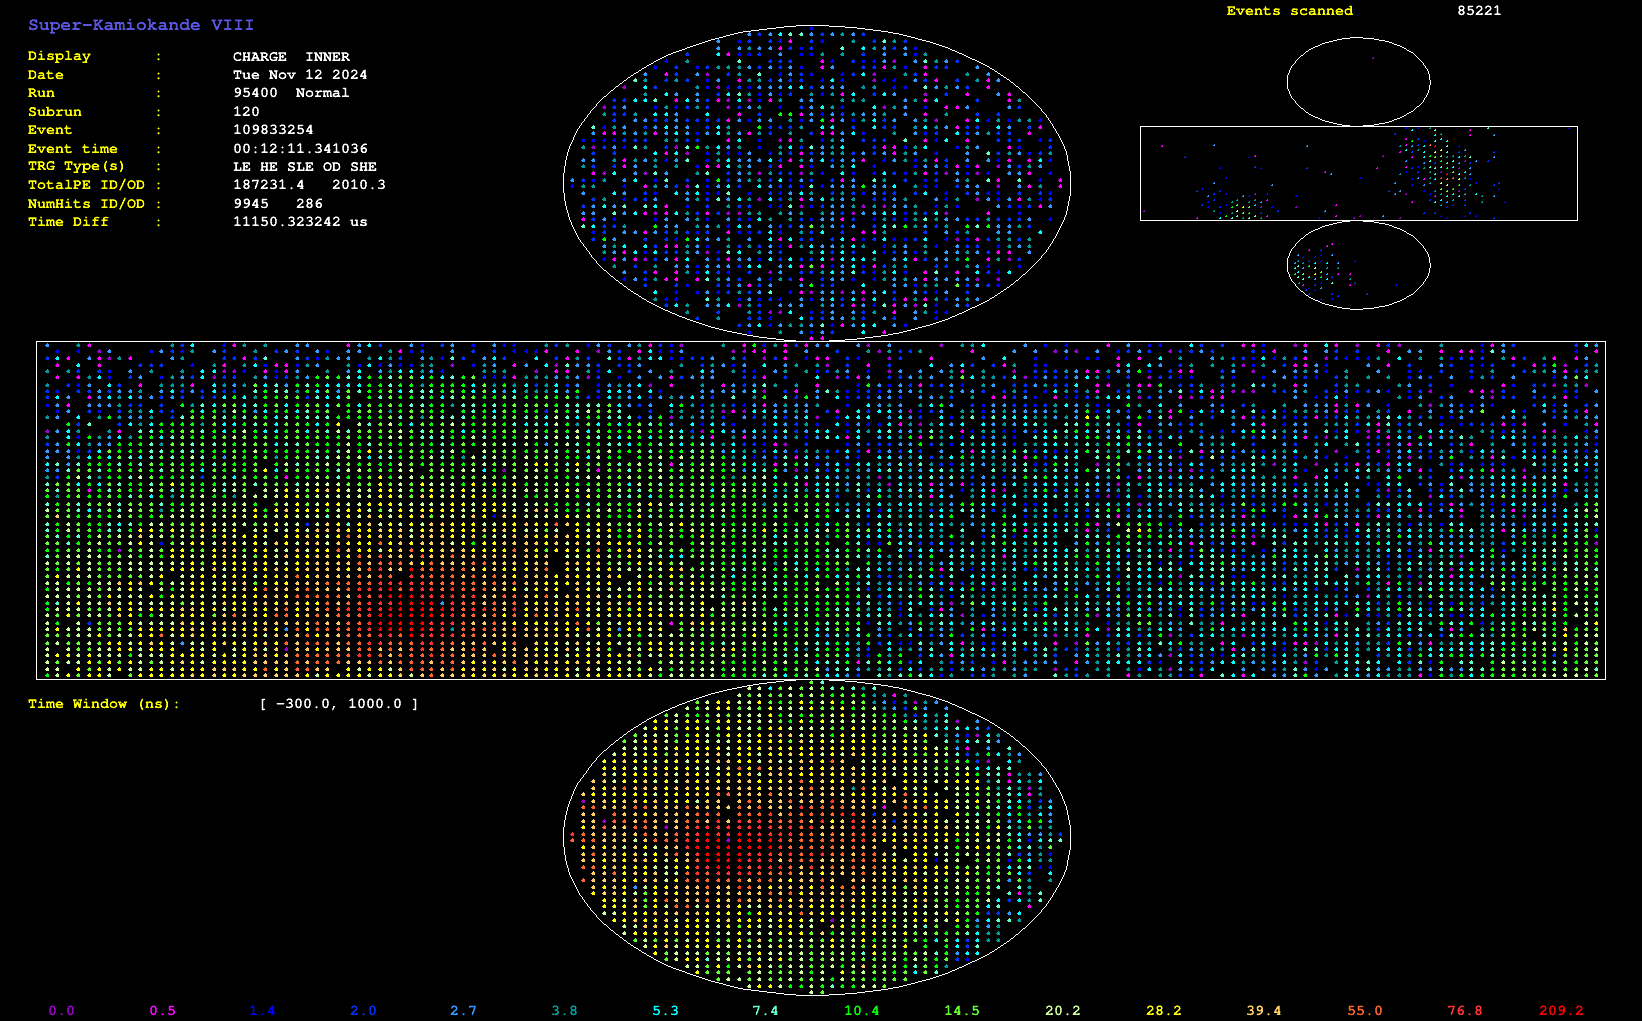 Super-Kamiokande VIII
Display : CHARGE INNER
Date : Tue Nov 12 2024
Run : 95400 Normal
Subrun : 120
Event : 109833254
Event time : 00:12:11.341036
TRG Type(s) : LE HE SLE OD SHE
TotalPE ID/OD : 187231.4 2010.3
NumHits ID/OD : 9945 286
Time Diff : 11150.323242 us
Events scanned 85221
Time Window (ns): [ -300.0, 1000.0 ]
0.0 0.5 1.4 2.0 2.7 3.8 5.3 7.4 10.4 14.5 20.2 28.2 39.4 55.0 76.8 209.2